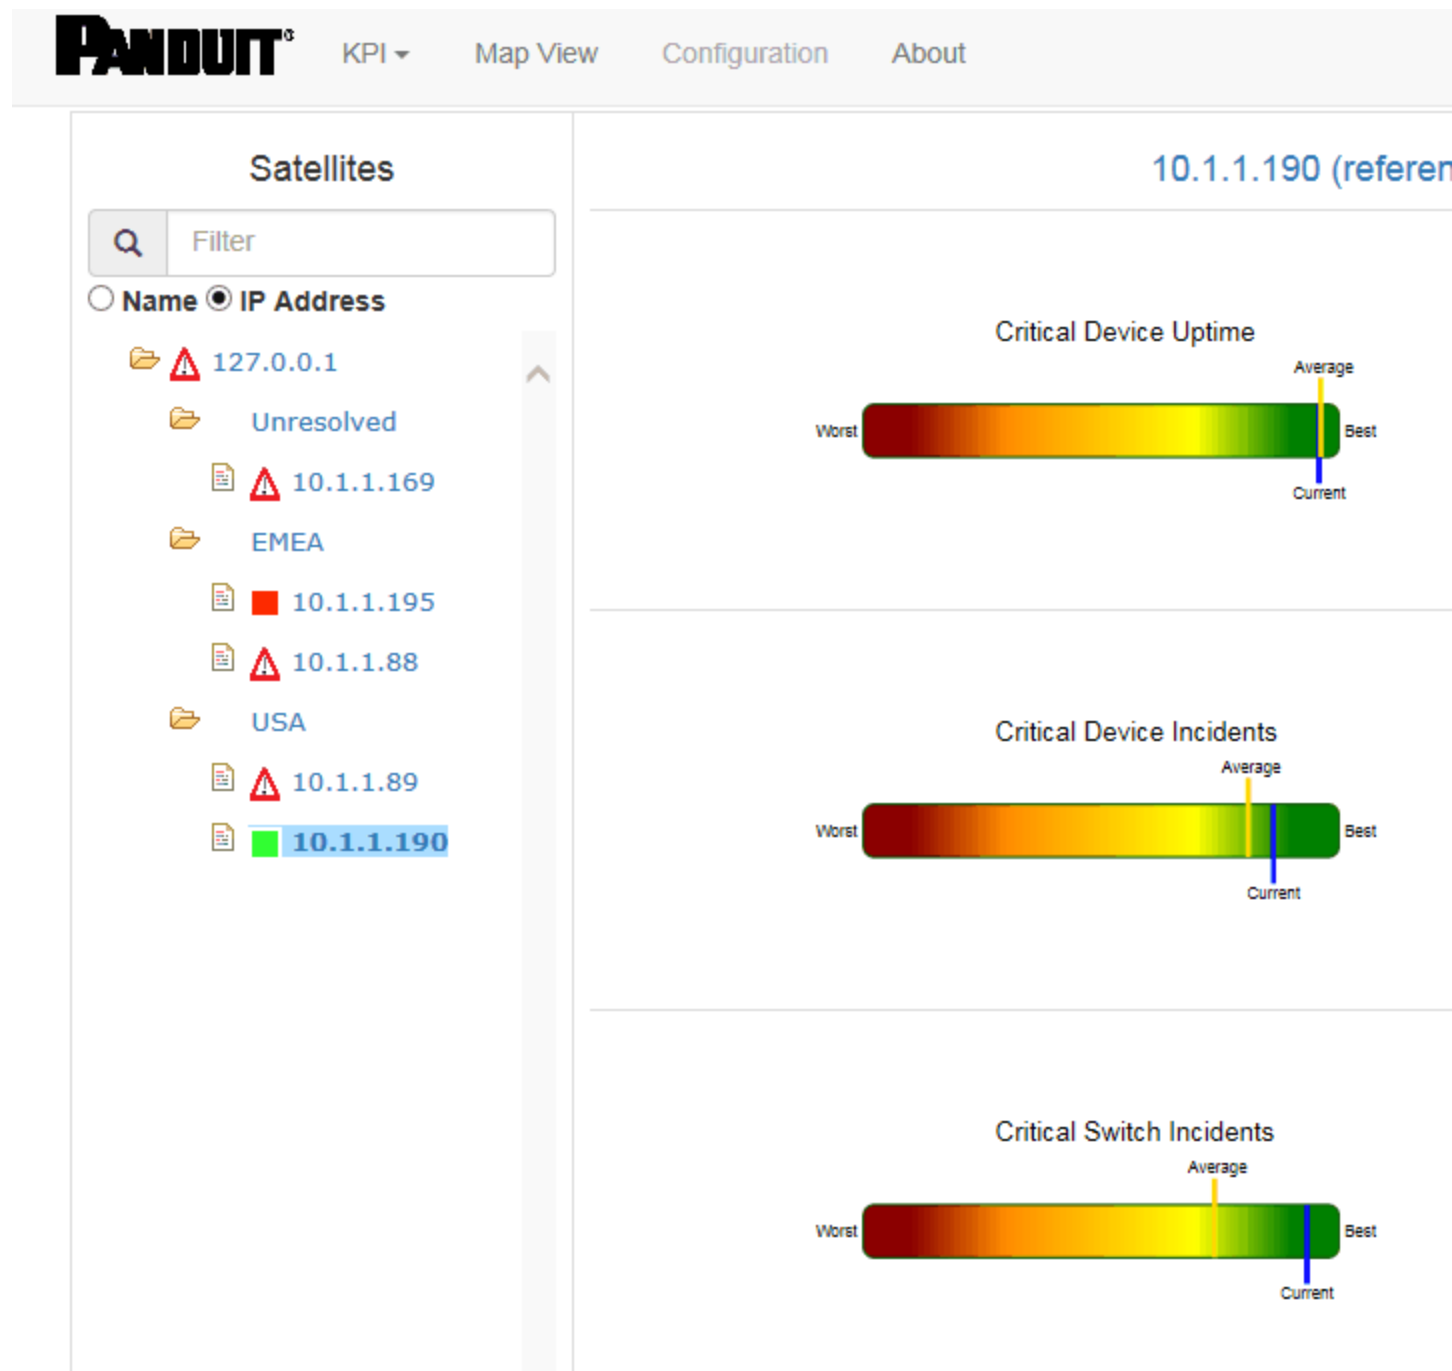 PANDUIT®
KPI Map View Configuration About
Satellites
Filter
Name IP Address
127.0.0.1
Unresolved
10.1.1.169
EMEA
10.1.1.195
10.1.1.88
USA
10.1.1.89
10.1.1.190
10.1.1.190 (referen
Critical Device Uptime
Average
Worst Best
Current
Critical Device Incidents
Average
Worst Best
Current
Critical Switch Incidents
Average
Worst Best
Current